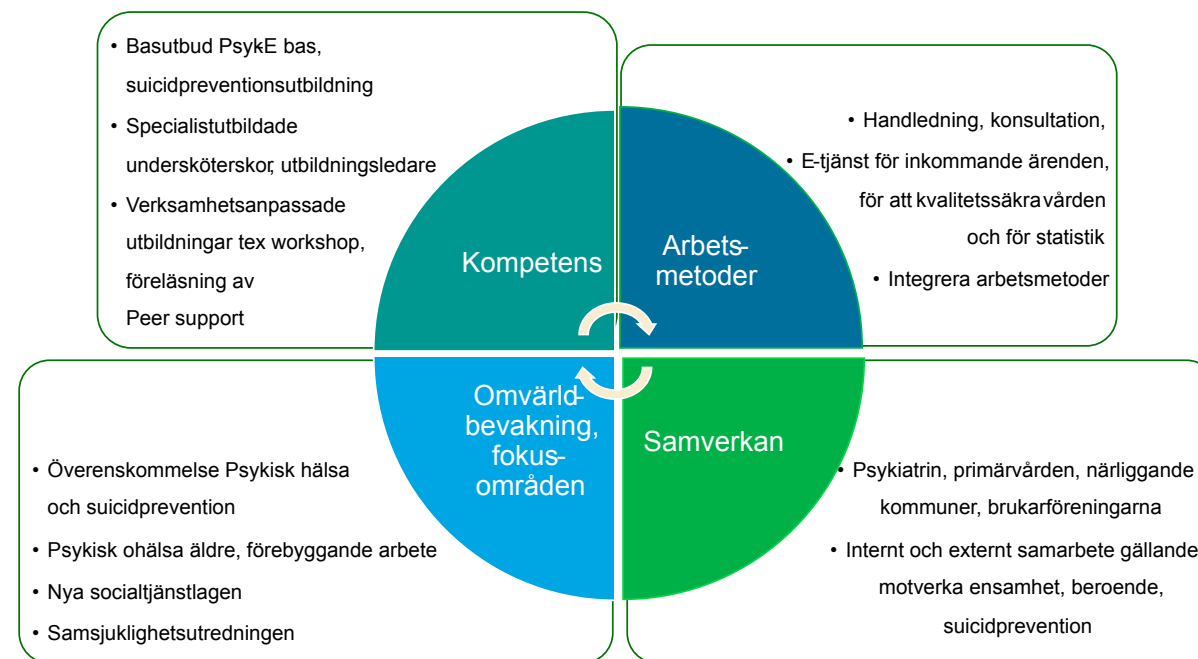 • Basutbud Psyk-E bas,
suicidpreventionsutbildning
• Specialistutbildade
undersköterskor, utbildningsledare
• Verksamhetsanpassade
utbildningar tex workshop,
föreläsning av
Peer support
• Handledning, konsultation,
• E-tjänst för inkommande ärenden,
för att kvalitetssäkra vården
och för statistik
• Integrera arbetsmetoder
Kompetens
Arbets-
metoder
Omvärld-
bevakning,
fokus-
områden
Samverkan
• Överenskommelse Psykisk hälsa
och suicidprevention
• Psykisk ohälsa äldre, förebyggande arbete
• Nya socialtjänstlagen
• Samsjuklighetsutredningen
• Psykiatrin, primärvården, närliggande
kommuner, brukarföreningarna
• Internt och externt samarbete gällande
motverka ensamhet, beroende,
suicidprevention